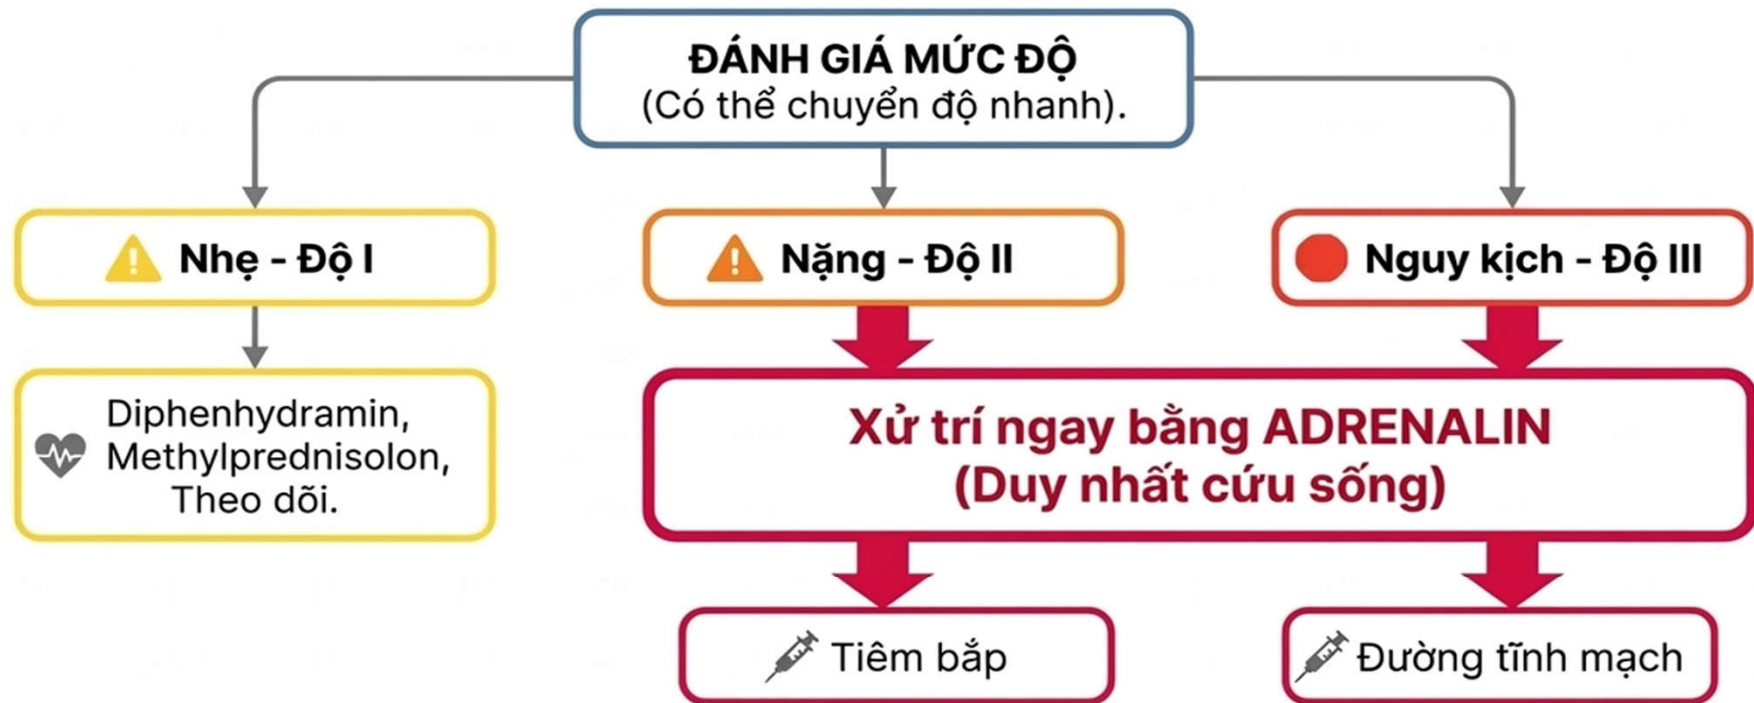 ĐÁNH GIÁ MỨC ĐỘ
(Có thể chuyển độ nhanh).
Nhẹ - Độ I
Nặng - Độ II
Nguy kịch - Độ III
Diphenhydramin,
Methylprednisolon,
Theo dõi.
Xử trí ngay bằng ADRENALIN
(Duy nhất cứu sống)
Tiêm bắp
Đường tĩnh mạch